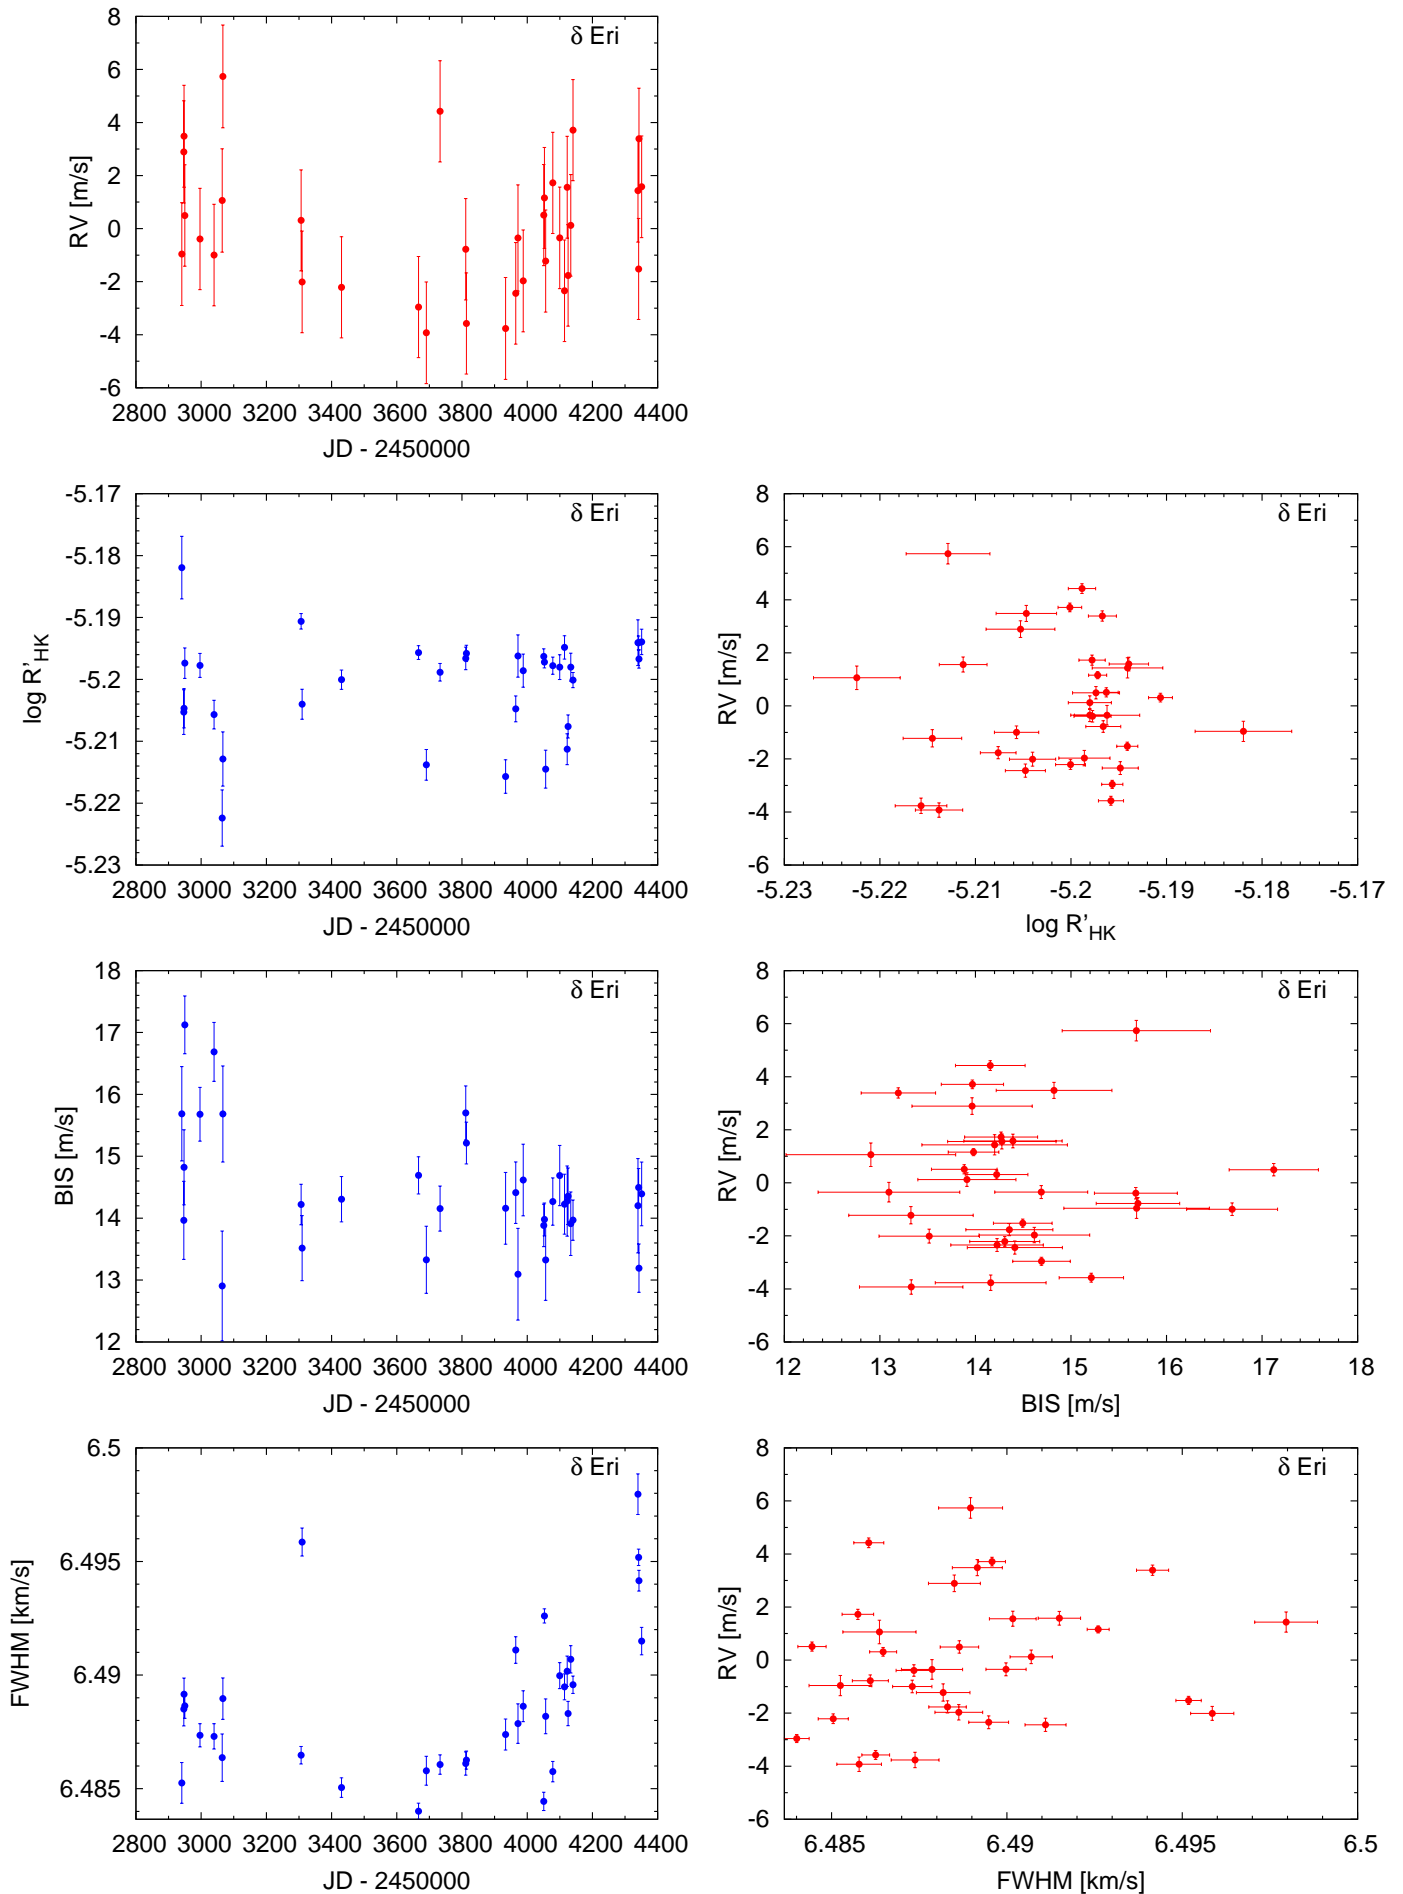 8
6
4
2
0
-2
-4
-6
RV [m/s]
δ Eri
2800 3000 3200 3400 3600 3800 4000 4200 4400
JD - 2450000
-5.17
-5.18
-5.19
-5.2
-5.21
-5.22
-5.23
log R'HK
δ Eri
2800 3000 3200 3400 3600 3800 4000 4200 4400
JD - 2450000
8
6
4
2
0
-2
-4
-6
RV [m/s]
δ Eri
-5.23 -5.22 -5.21 -5.2 -5.19 -5.18 -5.17
log R'HK
18
17
16
15
14
13
12
BIS [m/s]
δ Eri
2800 3000 3200 3400 3600 3800 4000 4200 4400
JD - 2450000
8
6
4
2
0
-2
-4
-6
RV [m/s]
δ Eri
12 13 14 15 16 17 18
BIS [m/s]
6.5
6.495
6.49
6.485
FWHM [km/s]
δ Eri
2800 3000 3200 3400 3600 3800 4000 4200 4400
JD - 2450000
8
6
4
2
0
-2
-4
-6
RV [m/s]
δ Eri
6.485 6.49 6.495 6.5
FWHM [km/s]